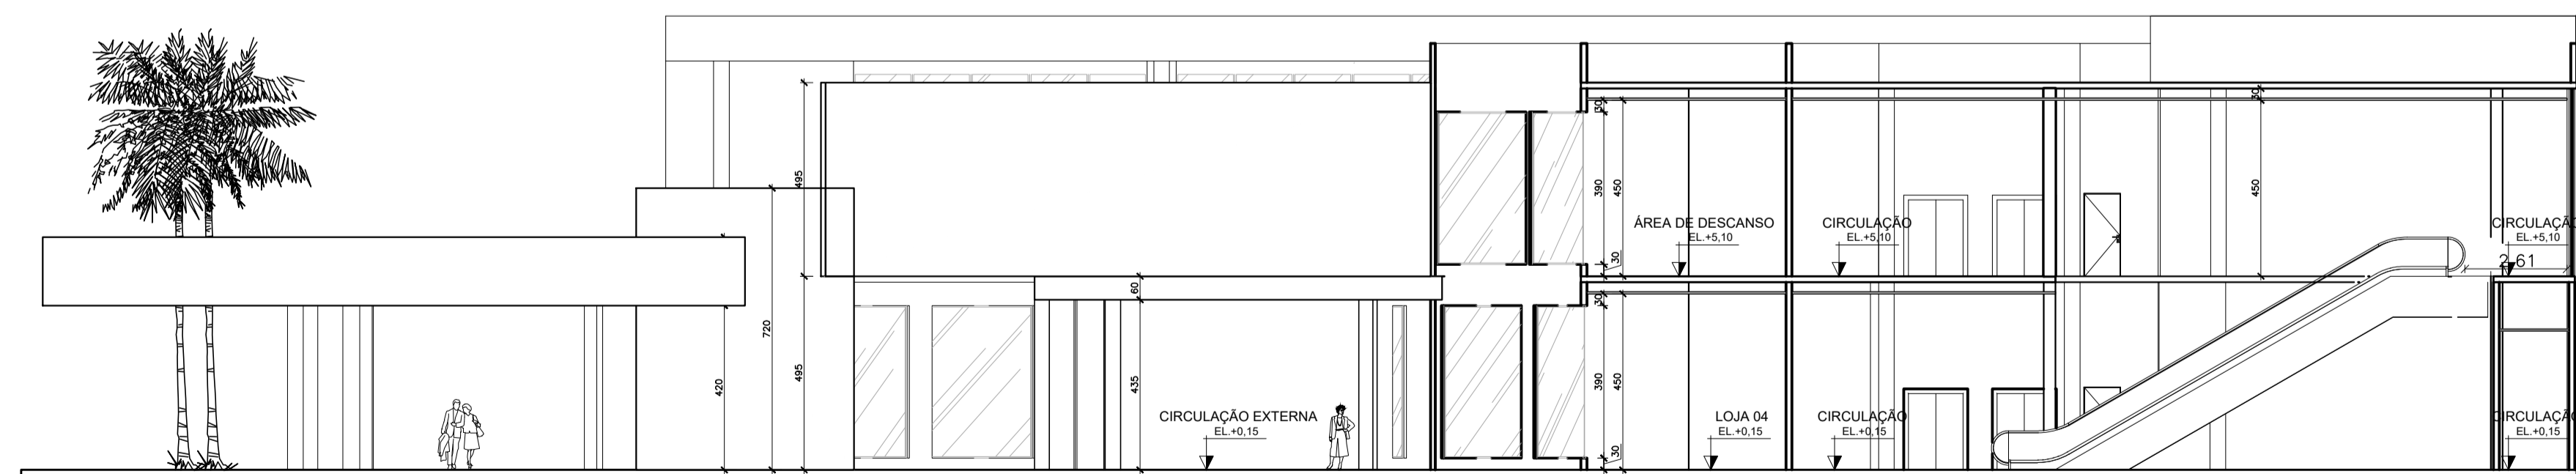 30
30
495
390
450
450
ÁREA DE DESCANSO
EL.+5,10
CIRCULAÇÃO
EL.+5,10
CIRCULAÇÃ
EL.+5,10
30
2,61
60
30
720
495
420
435
390
450
CIRCULAÇÃO EXTERNA
EL.+0,15
LOJA 04
EL.+0,15
CIRCULAÇÃO
EL.+0,15
CIRCULAÇÃ
EL.+0,15
30